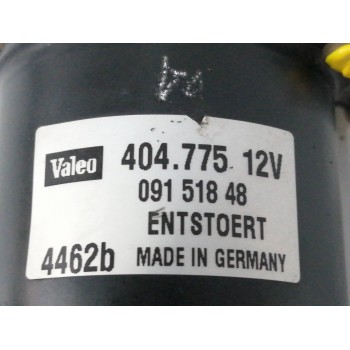 Valeo 404.775 12V
091 518 48
ENTSTOERT
4462b MADE IN GERMANY